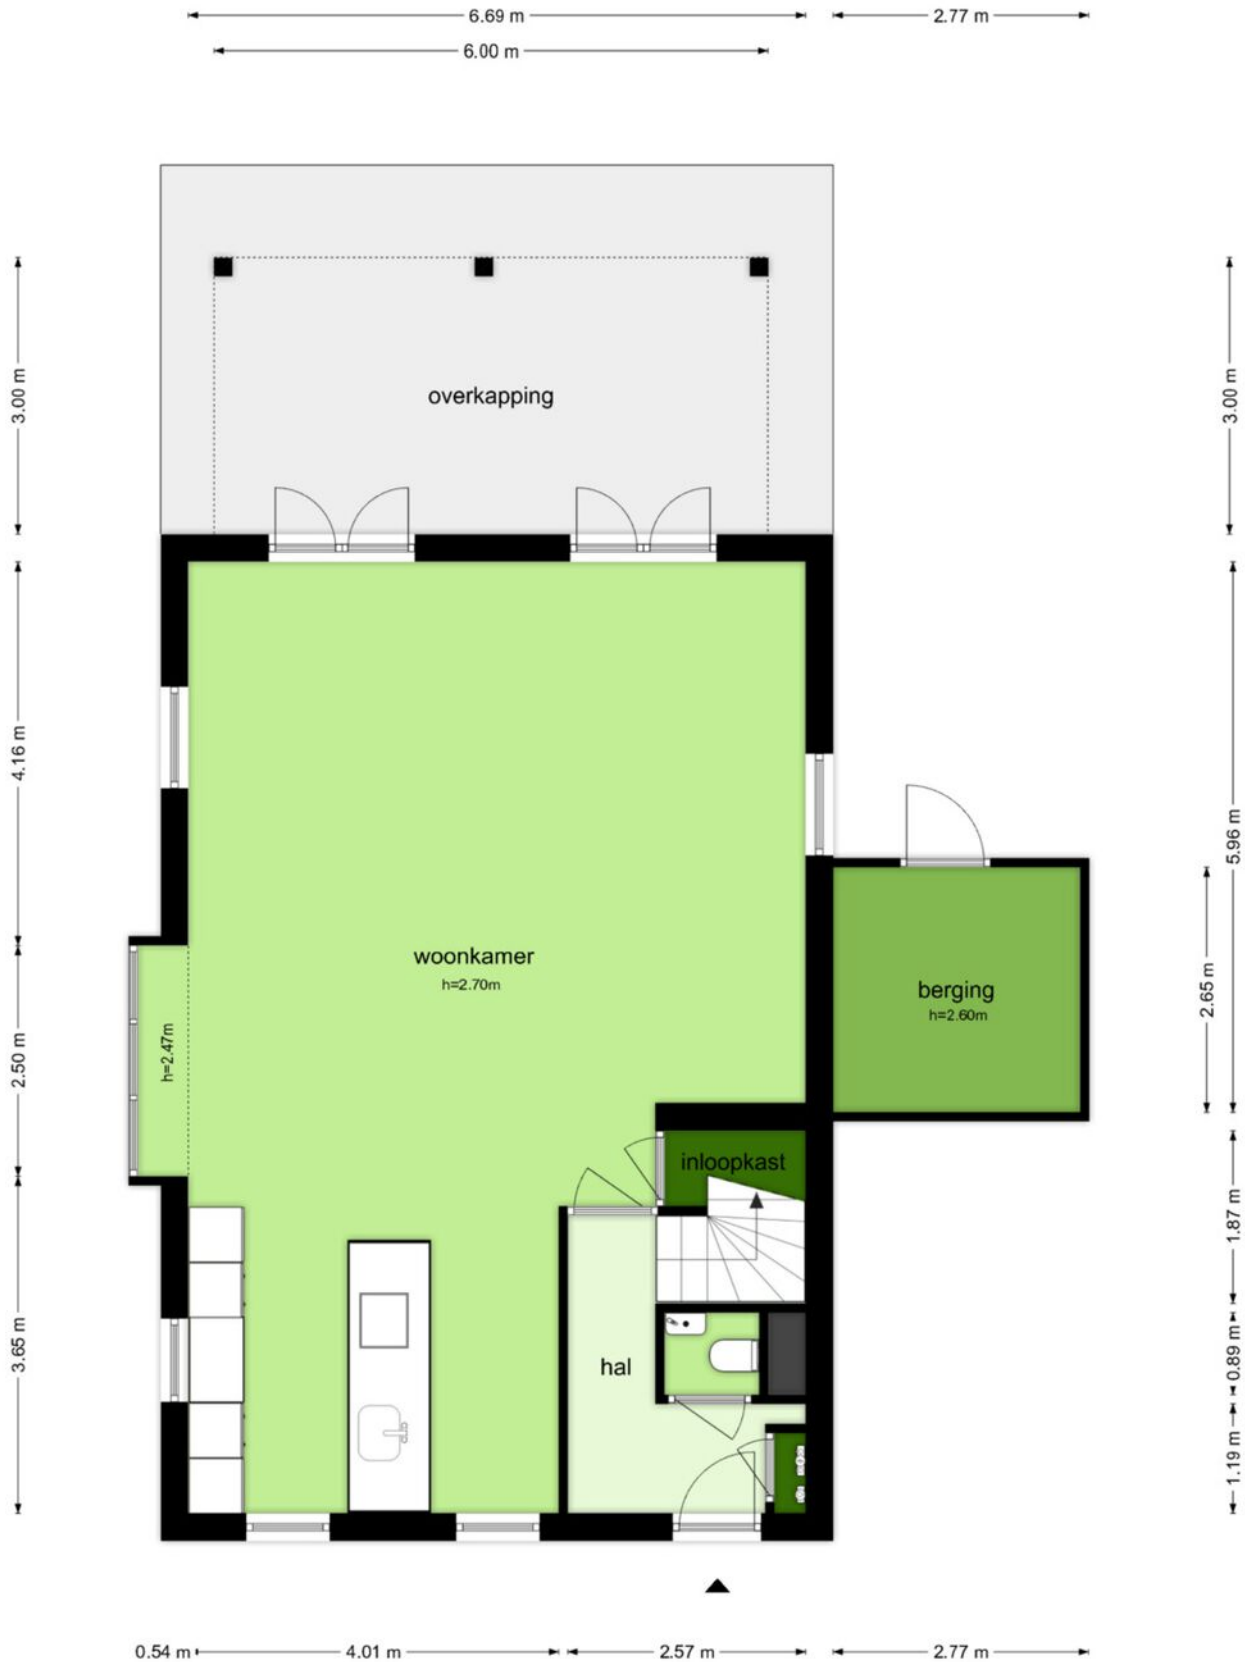 6.69 m
2.77 m
6.00 m
3.00 m
3.00 m
overkapping
4.16 m
5.96 m
woonkamer
h=2.70m
berging
h=2.60m
2.65 m
2.50 m
h=2.47m
inloopkast
1.87 m
3.65 m
hal
0.89 m
1.19 m
0.54 m
4.01 m
2.57 m
2.77 m